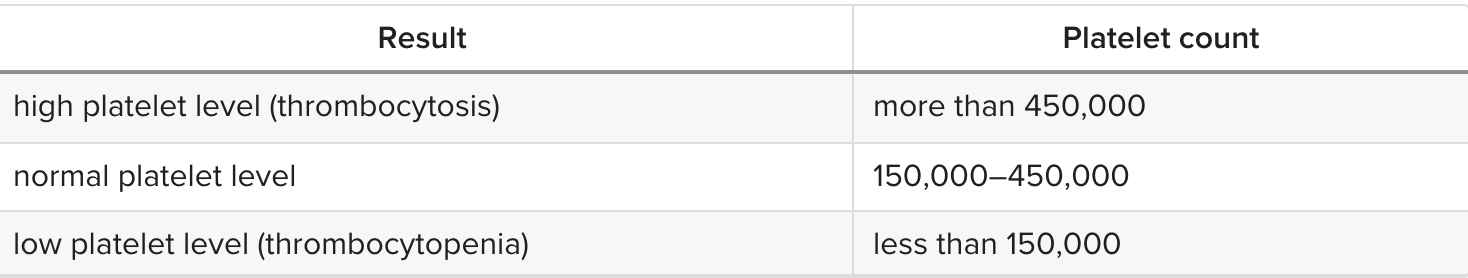 Result Platelet count
high platelet level (thrombocytosis) more than 450,000
normal platelet level 150,000–450,000
low platelet level (thrombocytopenia) less than 150,000